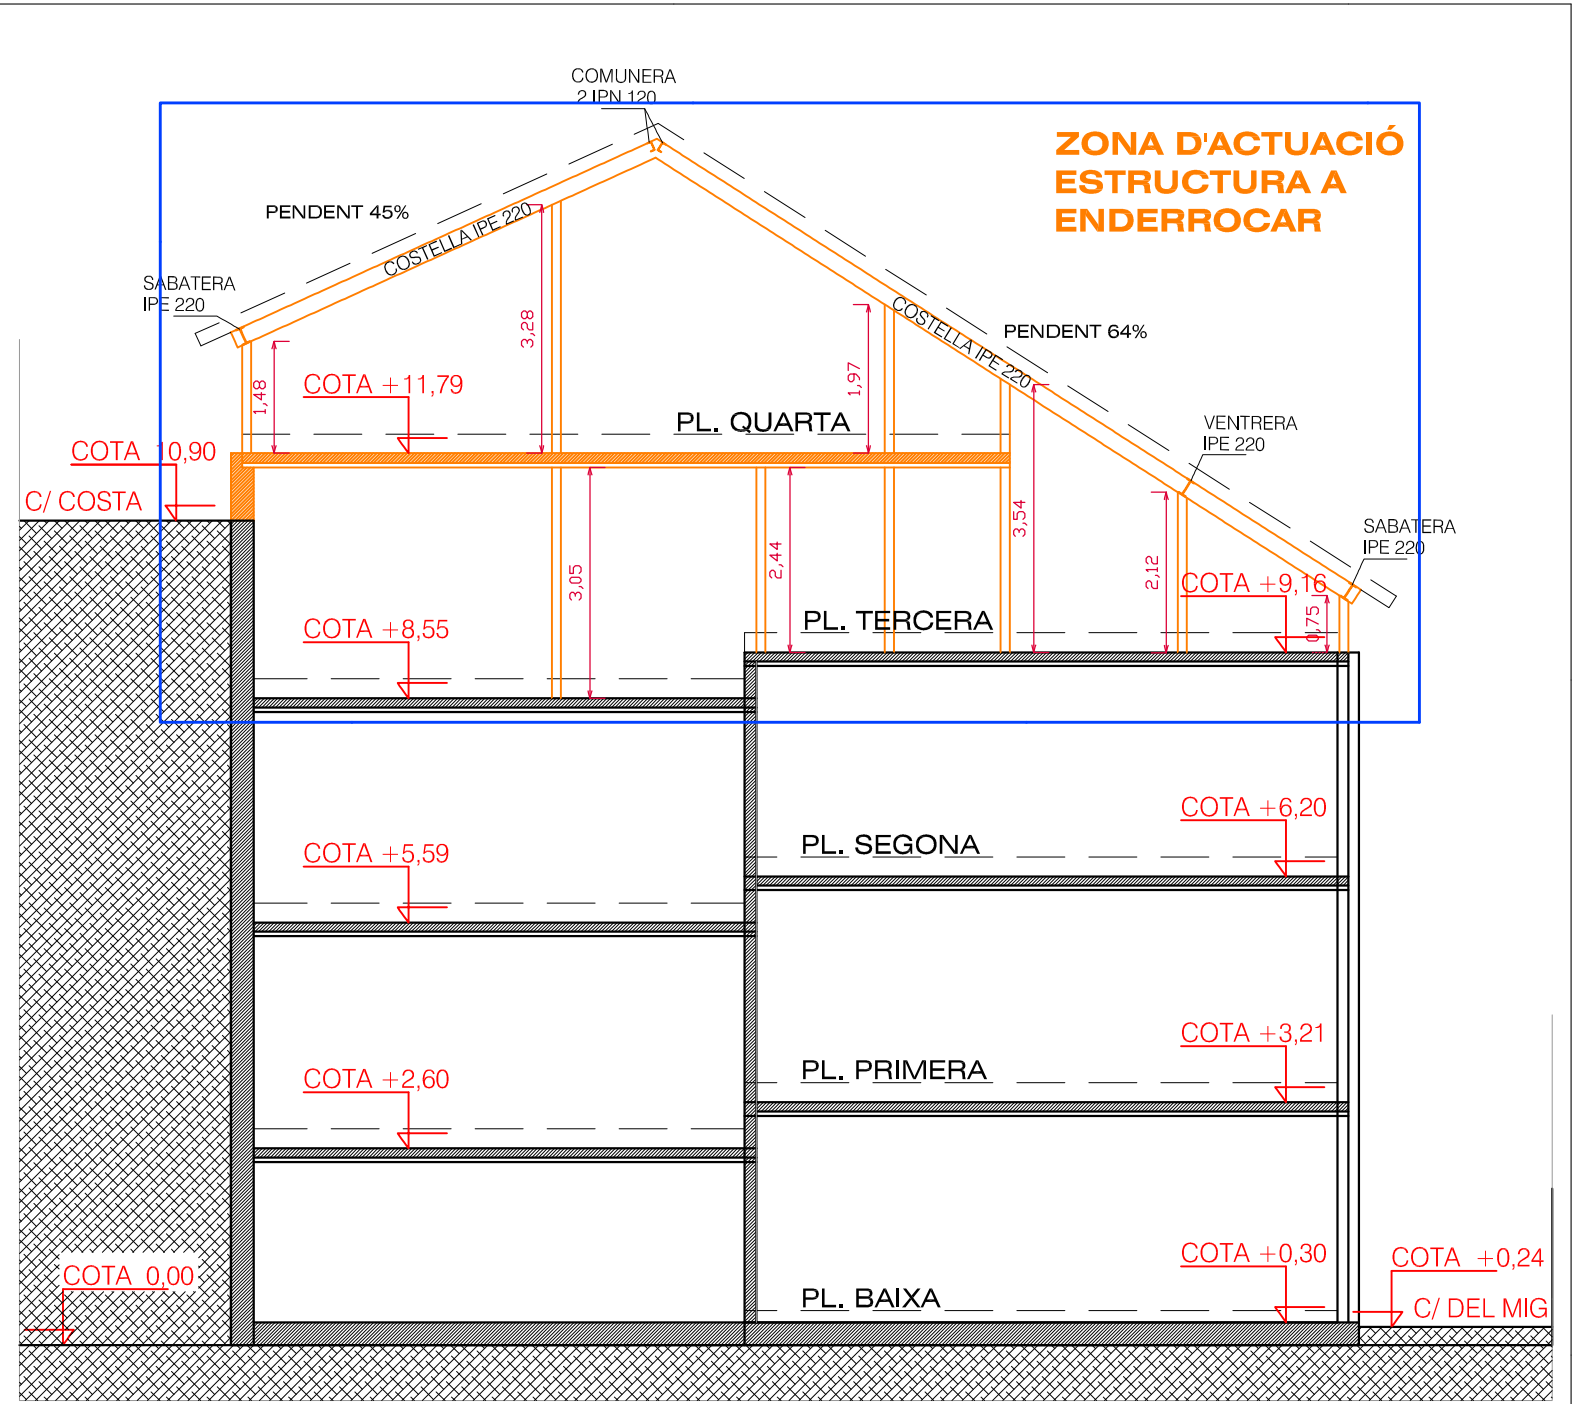 COMUNERA
2 IPN 120
ZONA D'ACTUACIÓ
ESTRUCTURA A
ENDERROCAR
PENDENT 45%
COSTELLA IPE 220
SABATERA
IPE 220
3,28
COSTELLA IPE 220
PENDENT 64%
1,48
COTA +11,79
1,97
PL. QUARTA
VENTRERA
IPE 220
COTA 10,90
C/ COSTA
3,05
2,44
3,54
2,12
SABATERA
IPE 220
COTA +9,16
0,75
COTA +8,55
PL. TERCERA
COTA +6,20
COTA +5,59
PL. SEGONA
COTA +3,21
COTA +2,60
PL. PRIMERA
COTA 0,00
COTA +0,30
COTA +0,24
PL. BAIXA
C/ DEL MIG